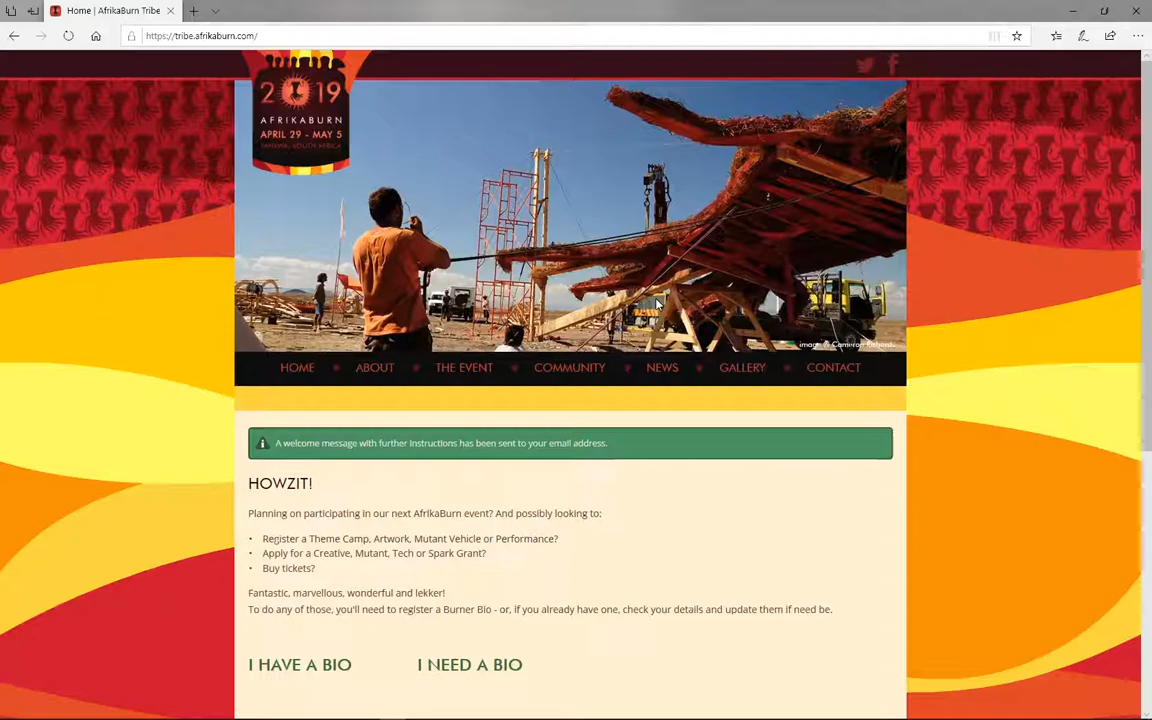 Home | AfrikaBurn Tribe
https://tribe.afrikaburn.com/
2019
AFRIKABURN
APRIL 29 - MAY 5
TANKWA, SOUTH AFRICA
HOME
ABOUT
THE EVENT
COMMUNITY
NEWS
GALLERY
CONTACT
A welcome message with further instructions has been sent to your email address.
HOWZIT!
Planning on participating in our next AfrikaBurn event? And possibly looking to:
• Register a Theme Camp, Artwork, Mutant Vehicle or Performance?
• Apply for a Creative, Mutant, Tech or Spark Grant?
• Buy tickets?
Fantastic, marvellous, wonderful and lekker!
To do any of those, you'll need to register a Burner Bio - or, if you already have one, check your details and update them if need be.
I HAVE A BIO
I NEED A BIO